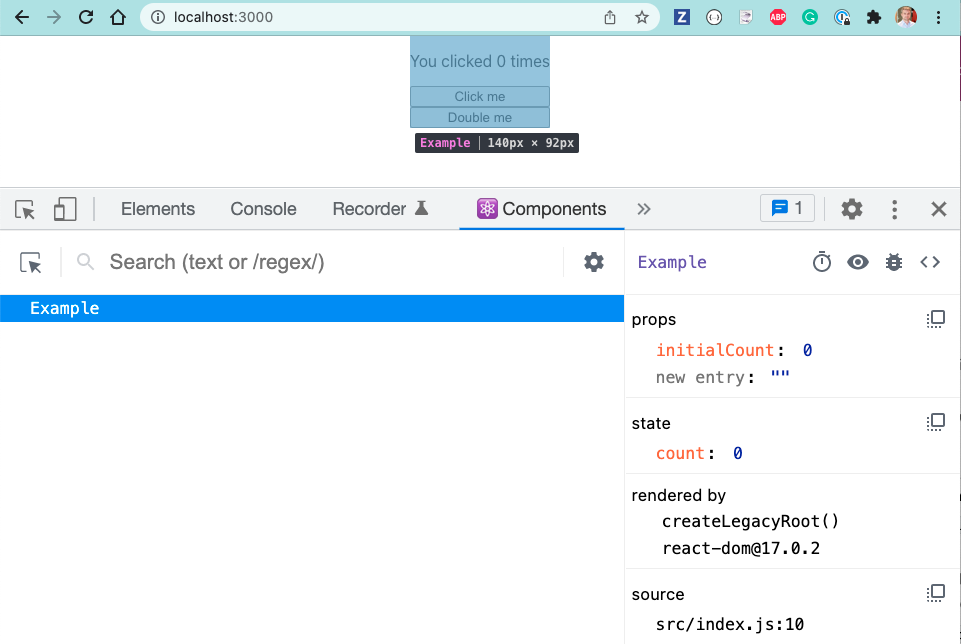 localhost:3000
Z
ABP
You clicked 0 times
Click me
Double me
Example | 140px × 92px
Elements Console Recorder Components » 1
Search (text or /regex/)
Example
Example
props
initialCount: 0
new entry: ""
state
count: 0
rendered by
createLegacyRoot()
react-dom@17.0.2
source
src/index.js:10